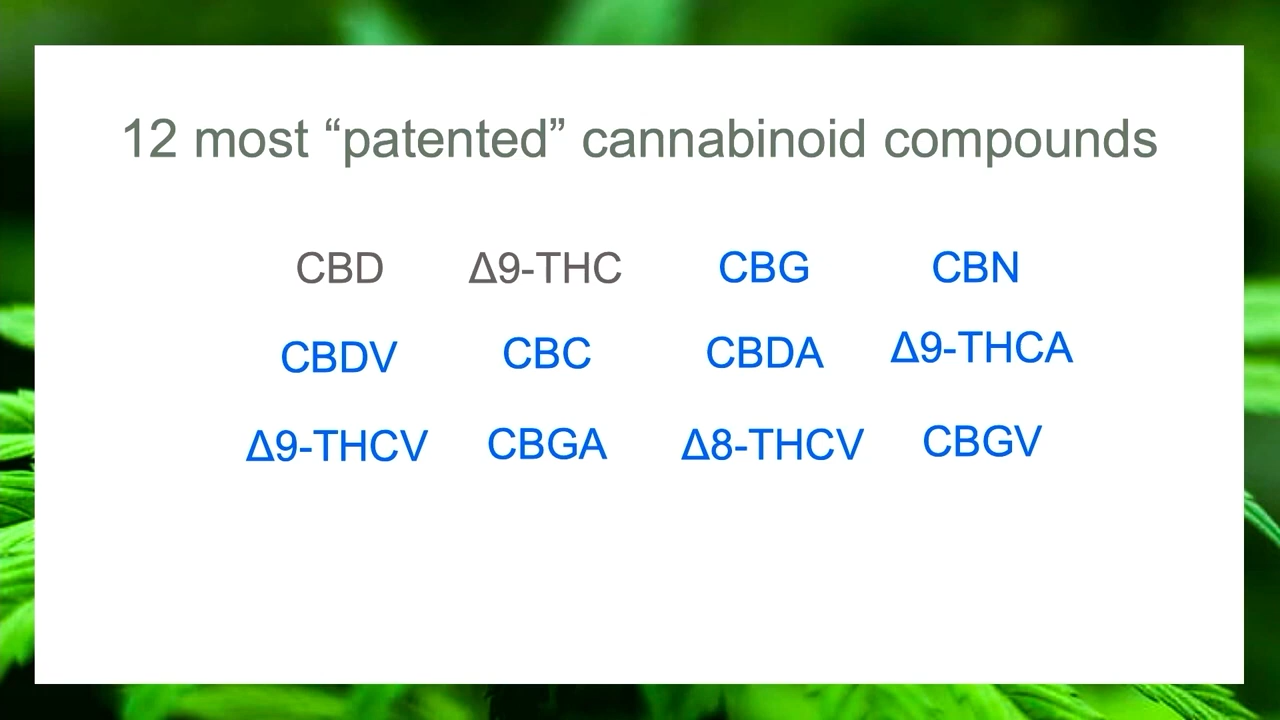 12 most “patented” cannabinoid compounds
CBD Δ9-THC CBG CBN
CBDV CBC CBDA Δ9-THCA
Δ9-THCV CBGA Δ8-THCV CBGV